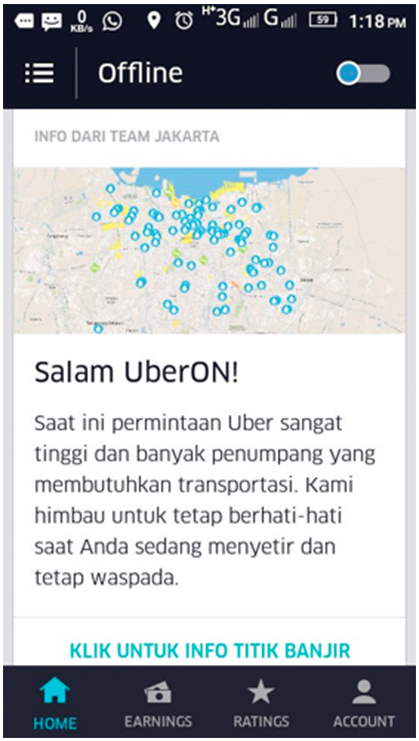 0
KB/s
H+3G G 59 1:18 PM
Offline
INFO DARI TEAM JAKARTA
Salam UberON!
Saat ini permintaan Uber sangat
tinggi dan banyak penumpang yang
membutuhkan transportasi. Kami
himbau untuk tetap berhati-hati
saat Anda sedang menyetir dan
tetap waspada.
KLIK UNTUK INFO TITIK BANJIR
HOME EARNINGS RATINGS ACCOUNT